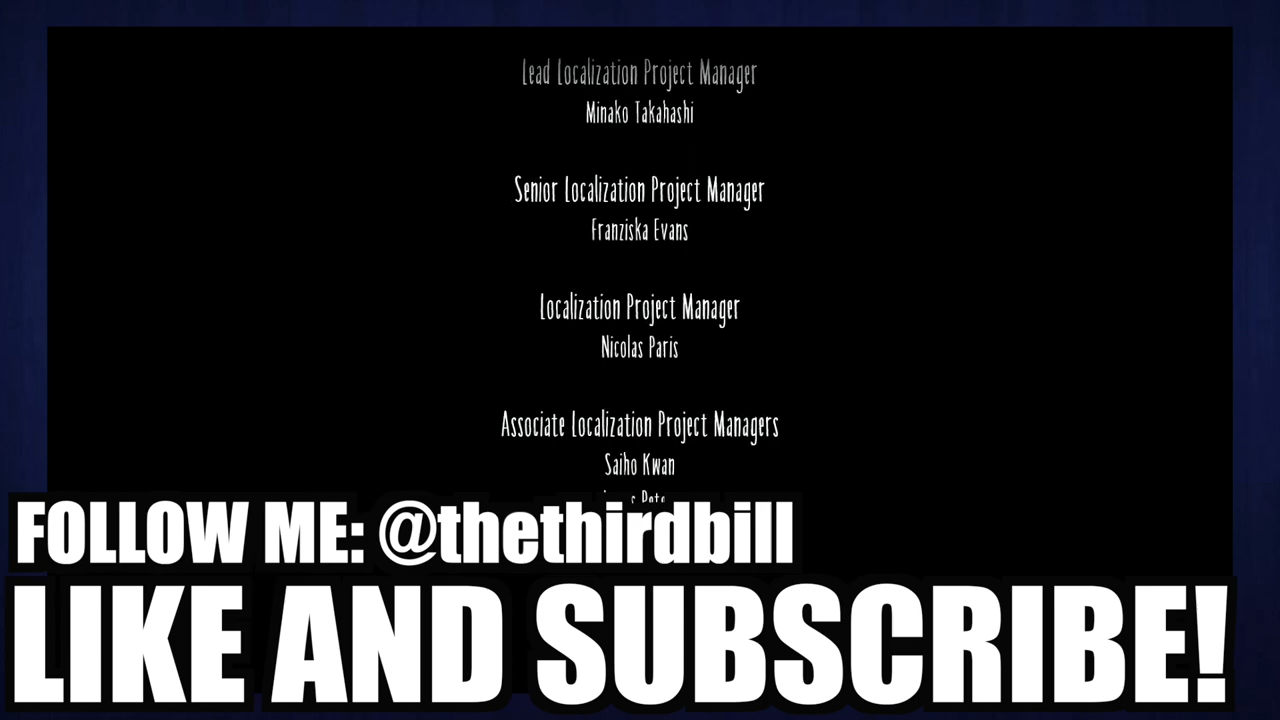 Lead Localization Project Manager
Minako Takahashi
Senior Localization Project Manager
Franziska Evans
Localization Project Manager
Nicolas Paris
Associate Localization Project Managers
Saiho Kwan
FOLLOW ME: @thethirdbill
LIKE AND SUBSCRIBE!